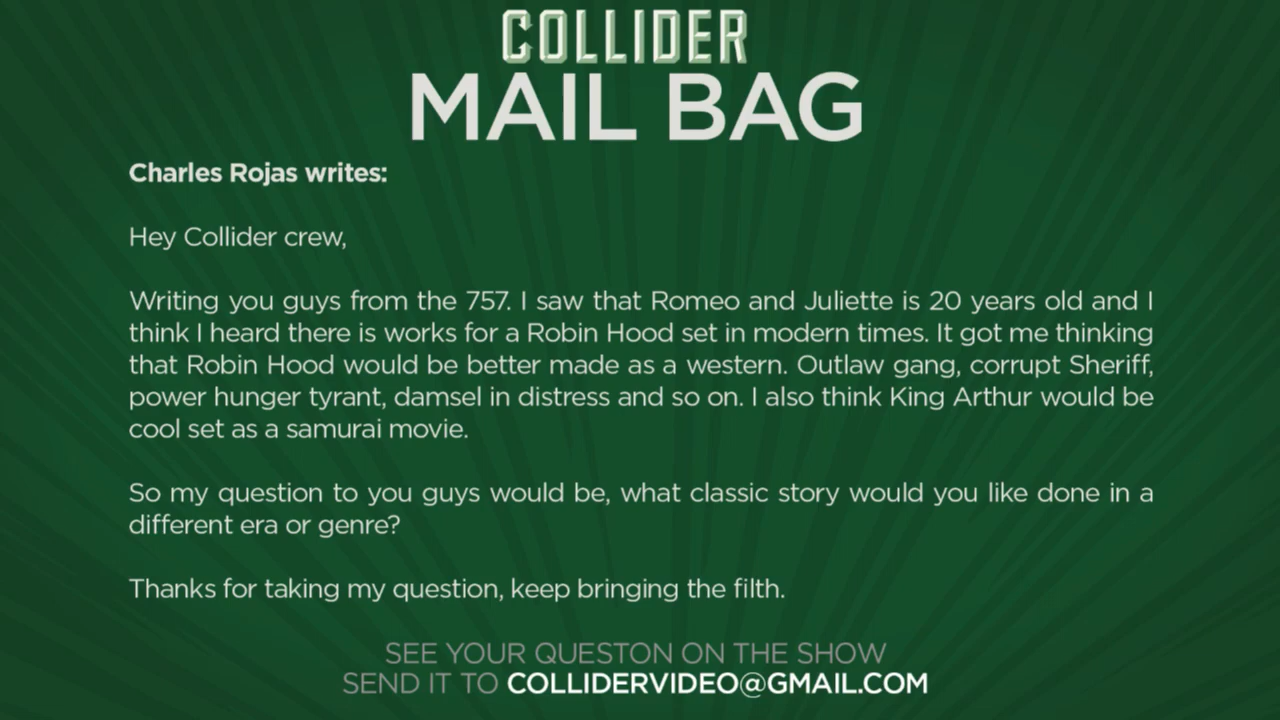 COLLIDER
MAIL BAG
Charles Rojas writes:
Hey Collider crew,
Writing you guys from the 757. I saw that Romeo and Juliette is 20 years old and I
think I heard there is works for a Robin Hood set in modern times. It got me thinking
that Robin Hood would be better made as a western. Outlaw gang, corrupt Sheriff,
power hunger tyrant, damsel in distress and so on. I also think King Arthur would be
cool set as a samurai movie.
So my question to you guys would be, what classic story would you like done in a
different era or genre?
Thanks for taking my question, keep bringing the filth.
SEE YOUR QUESTON ON THE SHOW
SEND IT TO COLLIDERVIDEO@GMAIL.COM